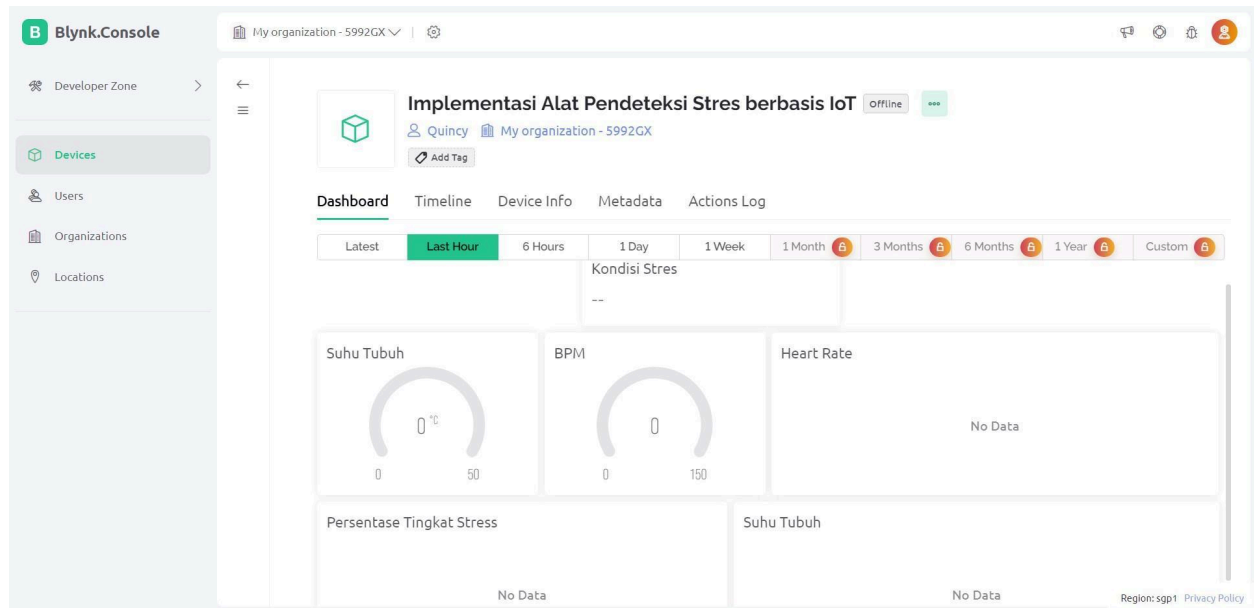 B Blynk.Console
My organization - 5992GX
Developer Zone
Devices
Users
Organizations
Locations
Implementasi Alat Pendeteksi Stres berbasis IoT Offline
Quincy My organization - 5992GX
Add Tag
Dashboard Timeline Device Info Metadata Actions Log
Latest Last Hour 6 Hours 1 Day 1 Week 1 Month 3 Months 6 Months 1 Year Custom
Kondisi Stres
--
Suhu Tubuh
0 °C
0 50
BPM
0
0 150
Heart Rate
No Data
Persentase Tingkat Stress
No Data
Suhu Tubuh
No Data
Region: sgp1 Privacy Policy